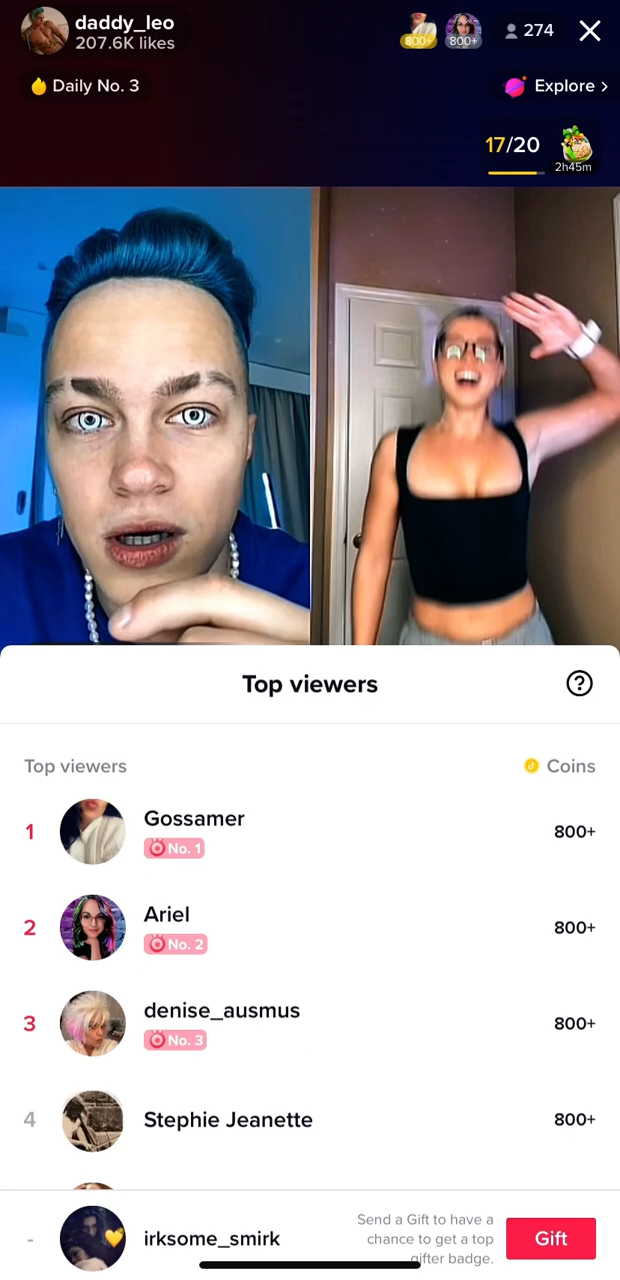 daddy_leo
207.6K likes
800+
800+
274
Daily No. 3
Explore >
17/20
2h45m
Top viewers
?
Top viewers
Coins
1
Gossamer
No. 1
800+
2
Ariel
No. 2
800+
3
denise_ausmus
No. 3
800+
4
Stephie Jeanette
800+
-
irksome_smirk
Send a Gift to have a
chance to get a top
gifter badge.
Gift